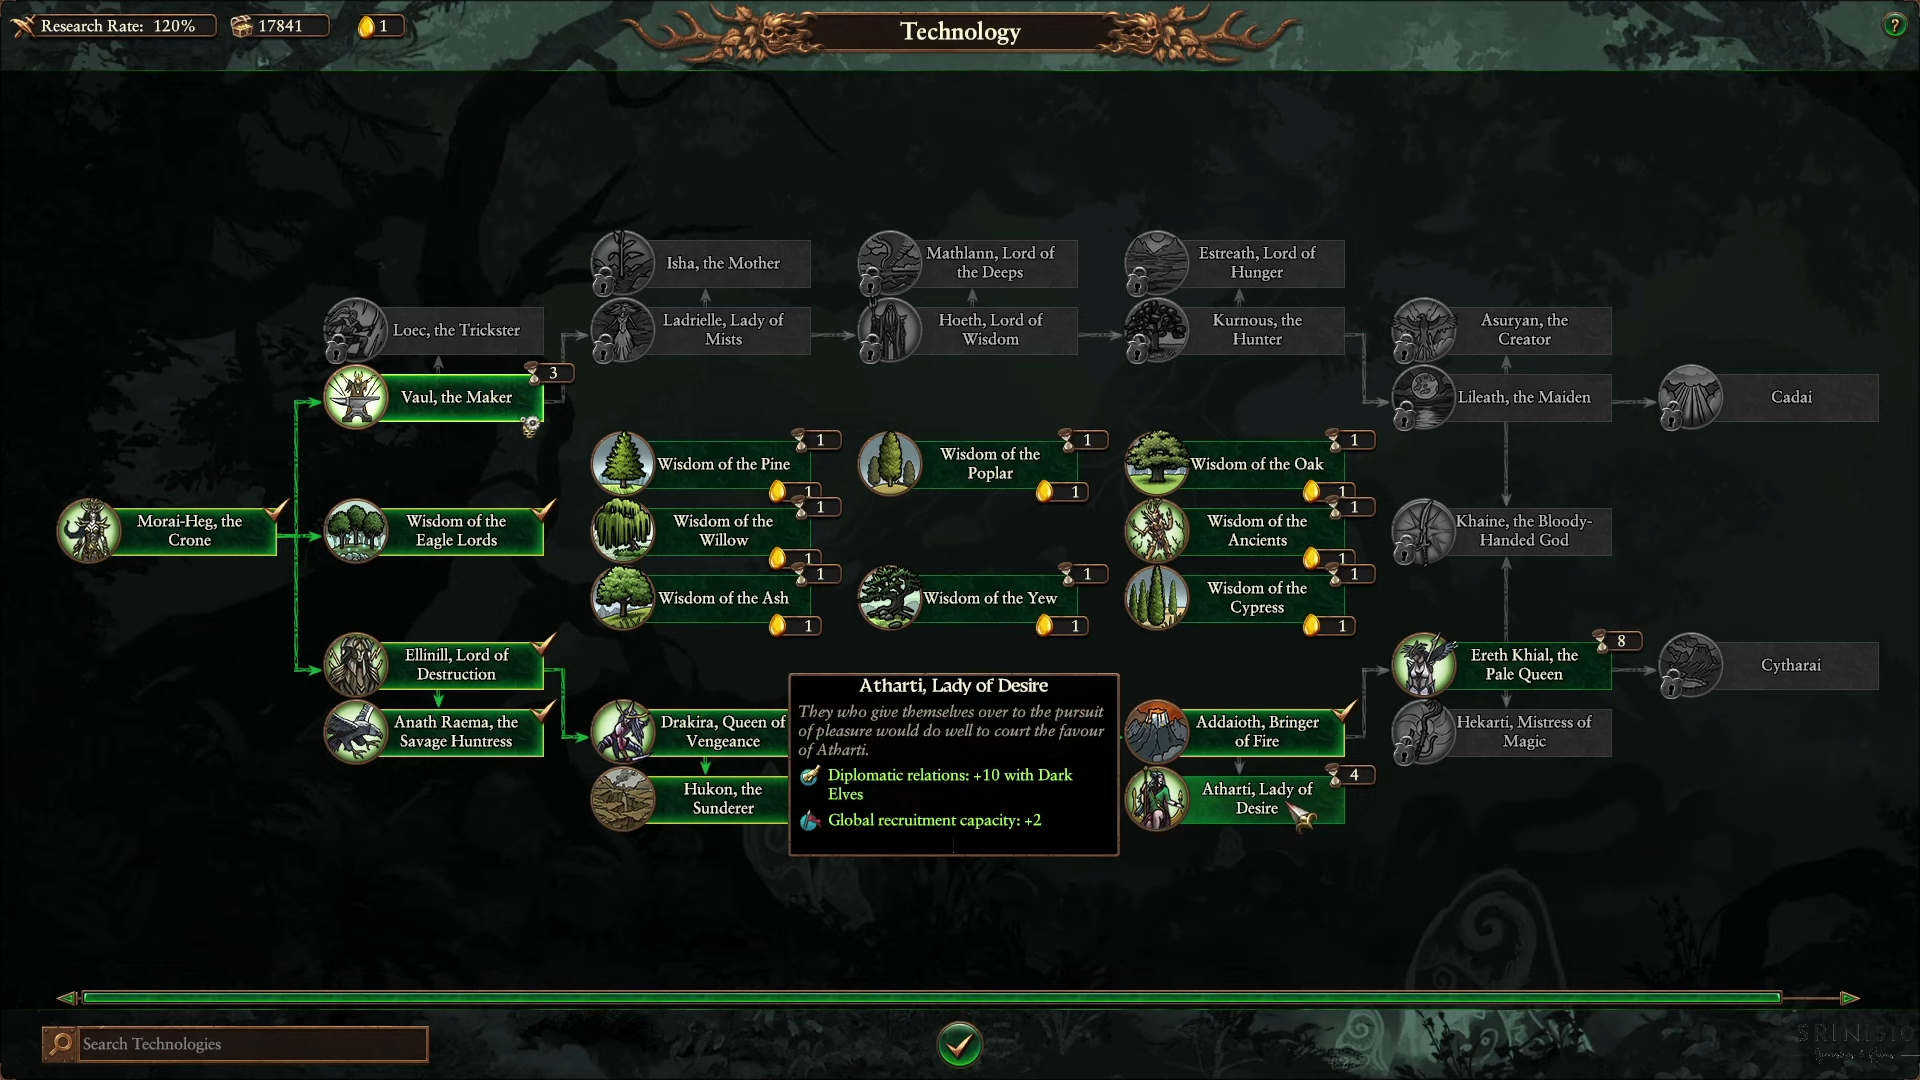 Research Rate: 120%
17841
1
Technology
?
Isha, the Mother
Mathlann, Lord of
the Deeps
Estreath, Lord of
Hunger
Loec, the Trickster
Ladrielle, Lady of
Mists
Hoeth, Lord of
Wisdom
Kurnous, the
Hunter
Asuryan, the
Creator
3
Vaul, the Maker
Lileath, the Maiden
Cadai
1
Wisdom of the Pine
1
1
Wisdom of the
Poplar
1
1
Wisdom of the Oak
1
Morai-Heg, the
Crone
Wisdom of the
Eagle Lords
1
Wisdom of the
Willow
1
1
Wisdom of the
Ancients
1
Khaine, the Bloody-
Handed God
1
Wisdom of the Ash
1
1
Wisdom of the Yew
1
1
Wisdom of the
Cypress
1
Ellinill, Lord of
Destruction
8
Ereth Khial, the
Pale Queen
Cytharai
Anath Raema, the
Savage Huntress
Drakira, Queen of
Vengeance
Addaioth, Bringer
of Fire
Hekarti, Mistress of
Magic
Hukon, the
Sunderer
4
Atharti, Lady of
Desire
Atharti, Lady of Desire
They who give themselves over to the pursuit
of pleasure would do well to court the favour
of Atharti.
Diplomatic relations: +10 with Dark
Elves
Global recruitment capacity: +2
Search Technologies